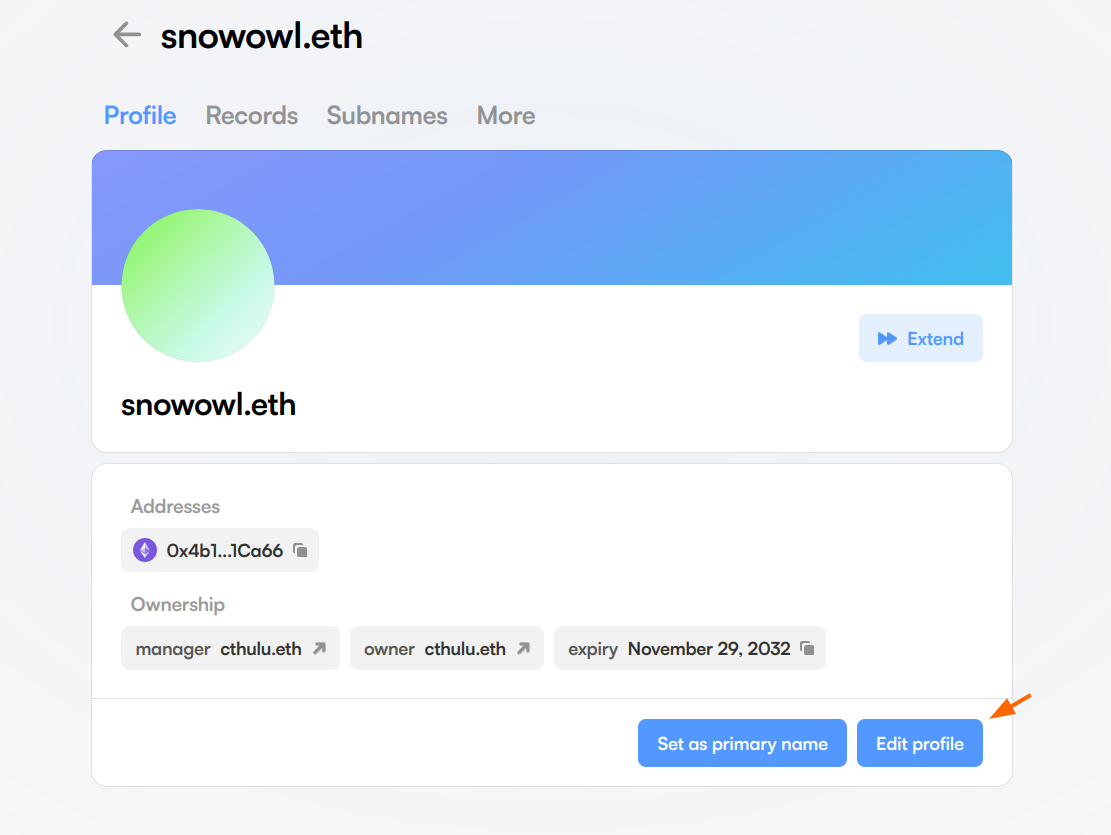 snowowl.eth
Profile Records Subnames More
Extend
snowowl.eth
Addresses
0x4b1...1Ca66
Ownership
manager cthulu.eth owner cthulu.eth expiry November 29, 2032
Set as primary name Edit profile